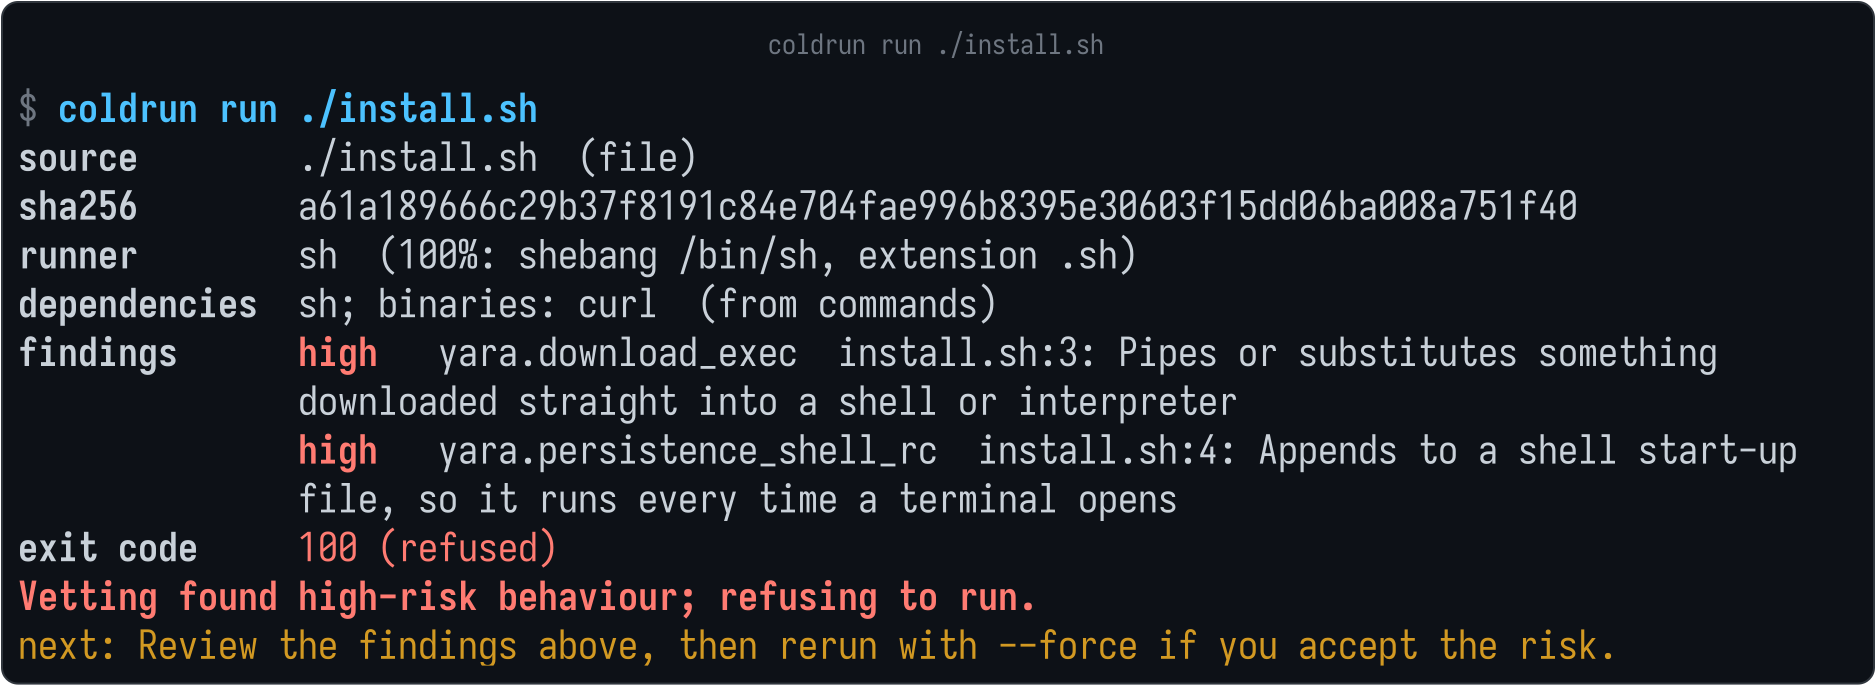 coldrun run ./install.sh
$ coldrun run ./install.sh
source ./install.sh (file)
sha256 a61a189666c29b37f8191c84e704fae996b8395e30603f15dd06ba008a751f40
runner sh (100%: shebang /bin/sh, extension .sh)
dependencies sh; binaries: curl (from commands)
findings high yara.download_exec install.sh:3: Pipes or substitutes something
downloaded straight into a shell or interpreter
high yara.persistence_shell_rc install.sh:4: Appends to a shell start-up
file, so it runs every time a terminal opens
exit code 100 (refused)
Vetting found high-risk behaviour; refusing to run.
next: Review the findings above, then rerun with --force if you accept the risk.